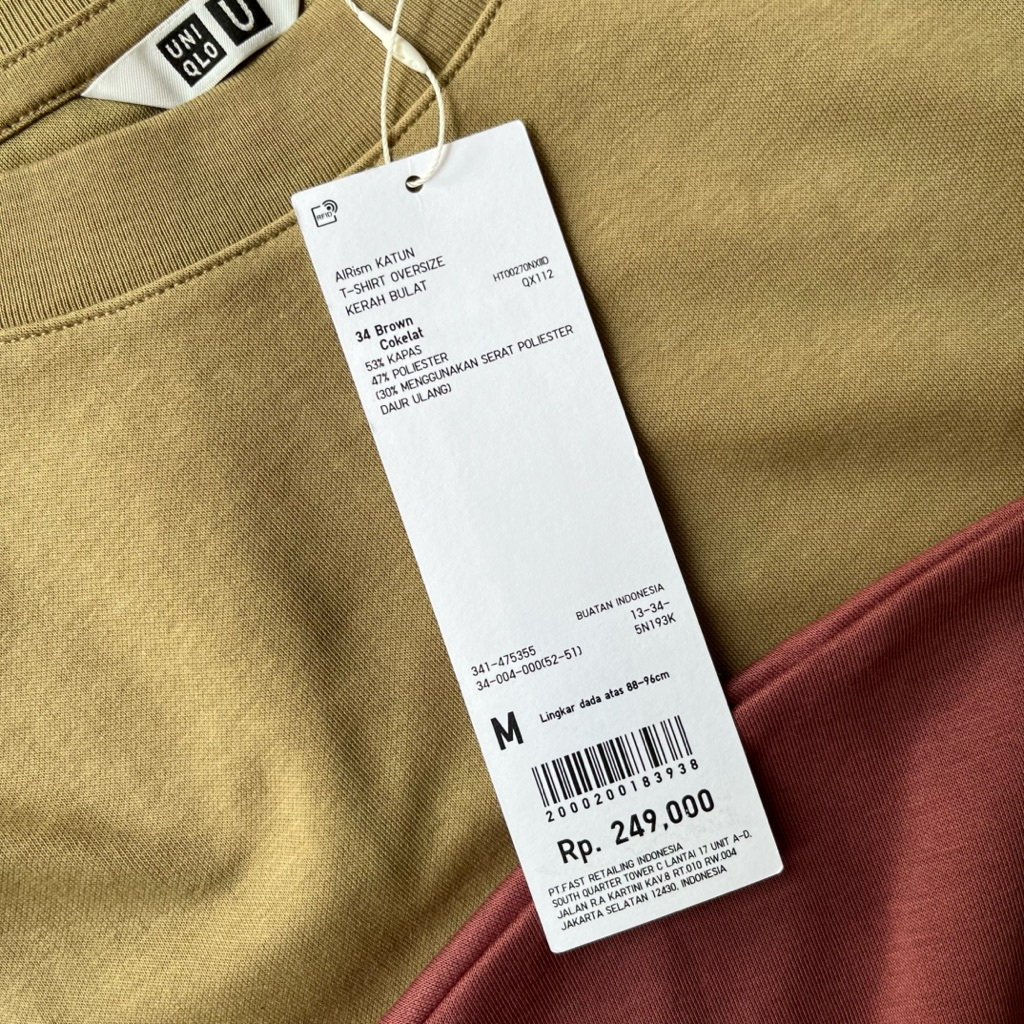 UNI
QLO
U
RFID
AIRism KATUN
T-SHIRT OVERSIZE
KERAH BULAT
HT00270NXIIID
QX112
34 Brown
Cokelat
53% KAPAS
47% POLIESTER
(30% MENGGUNAKAN SERAT POLIESTER
DAUR ULANG)
BUATAN INDONESIA
13-34-
5N193K
341-475355
34-004-000(52-51)
M Lingkar dada atas 88-96cm
2000200183938
Rp. 249,000
PT.FAST RETAILING INDONESIA
SOUTH QUARTER TOWER C LANTAI 17 UNIT A-D,
JALAN R.A KARTINI KAV.8 RT.010 RW.004
JAKARTA SELATAN 12430. INDONESIA